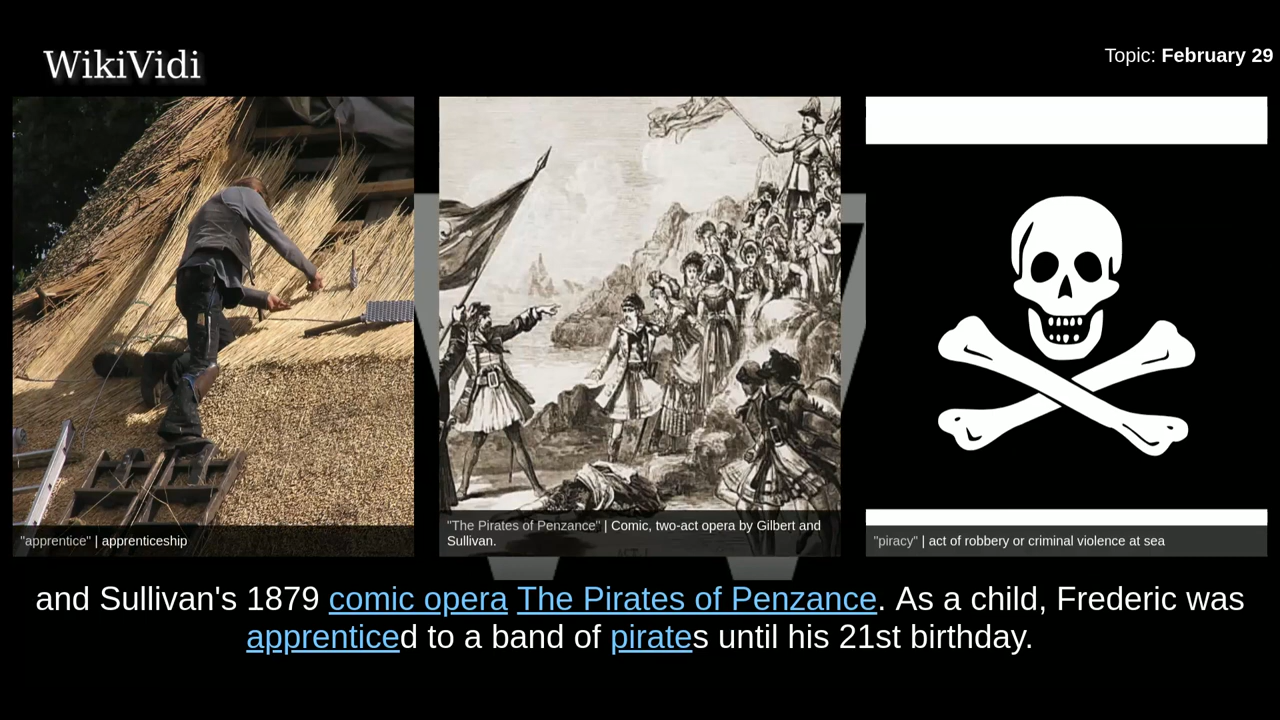 WikiVidi
Topic: February 29
"apprentice" | apprenticeship
"The Pirates of Penzance" | Comic, two-act opera by Gilbert and
Sullivan.
"piracy" | act of robbery or criminal violence at sea
and Sullivan's 1879 comic opera The Pirates of Penzance. As a child, Frederic was
apprenticed to a band of pirates until his 21st birthday.